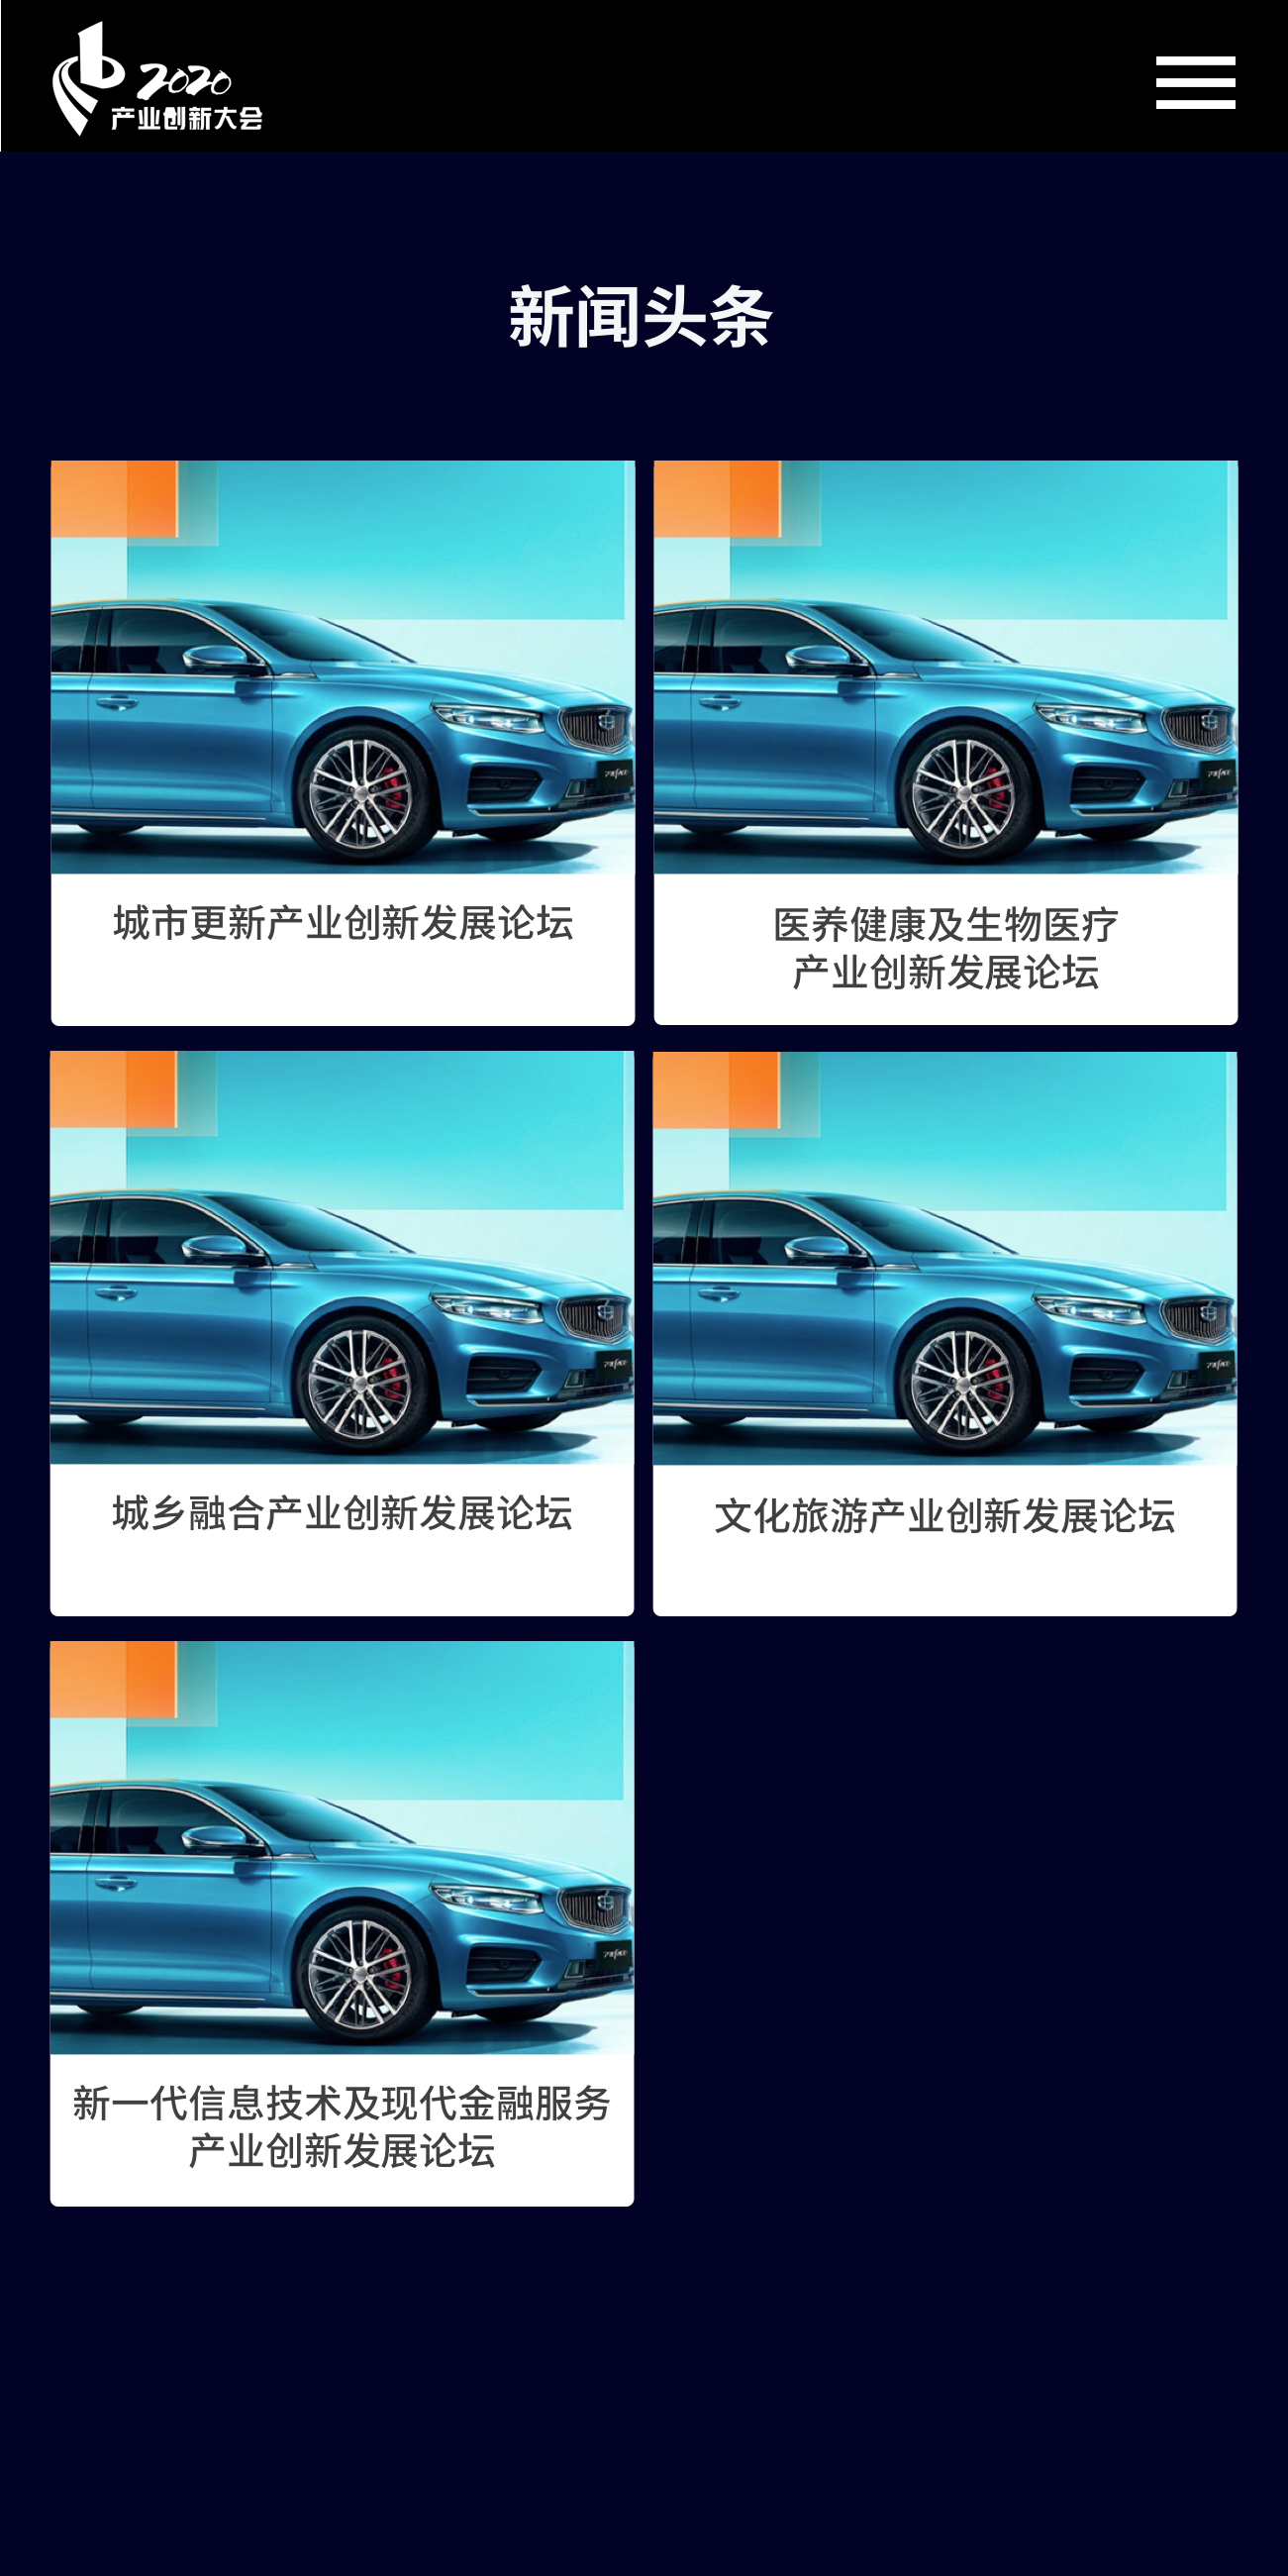 2020
产业创新大会
新闻头条
城市更新产业创新发展论坛
医养健康及生物医疗
产业创新发展论坛
城乡融合产业创新发展论坛
文化旅游产业创新发展论坛
新一代信息技术及现代金融服务
产业创新发展论坛